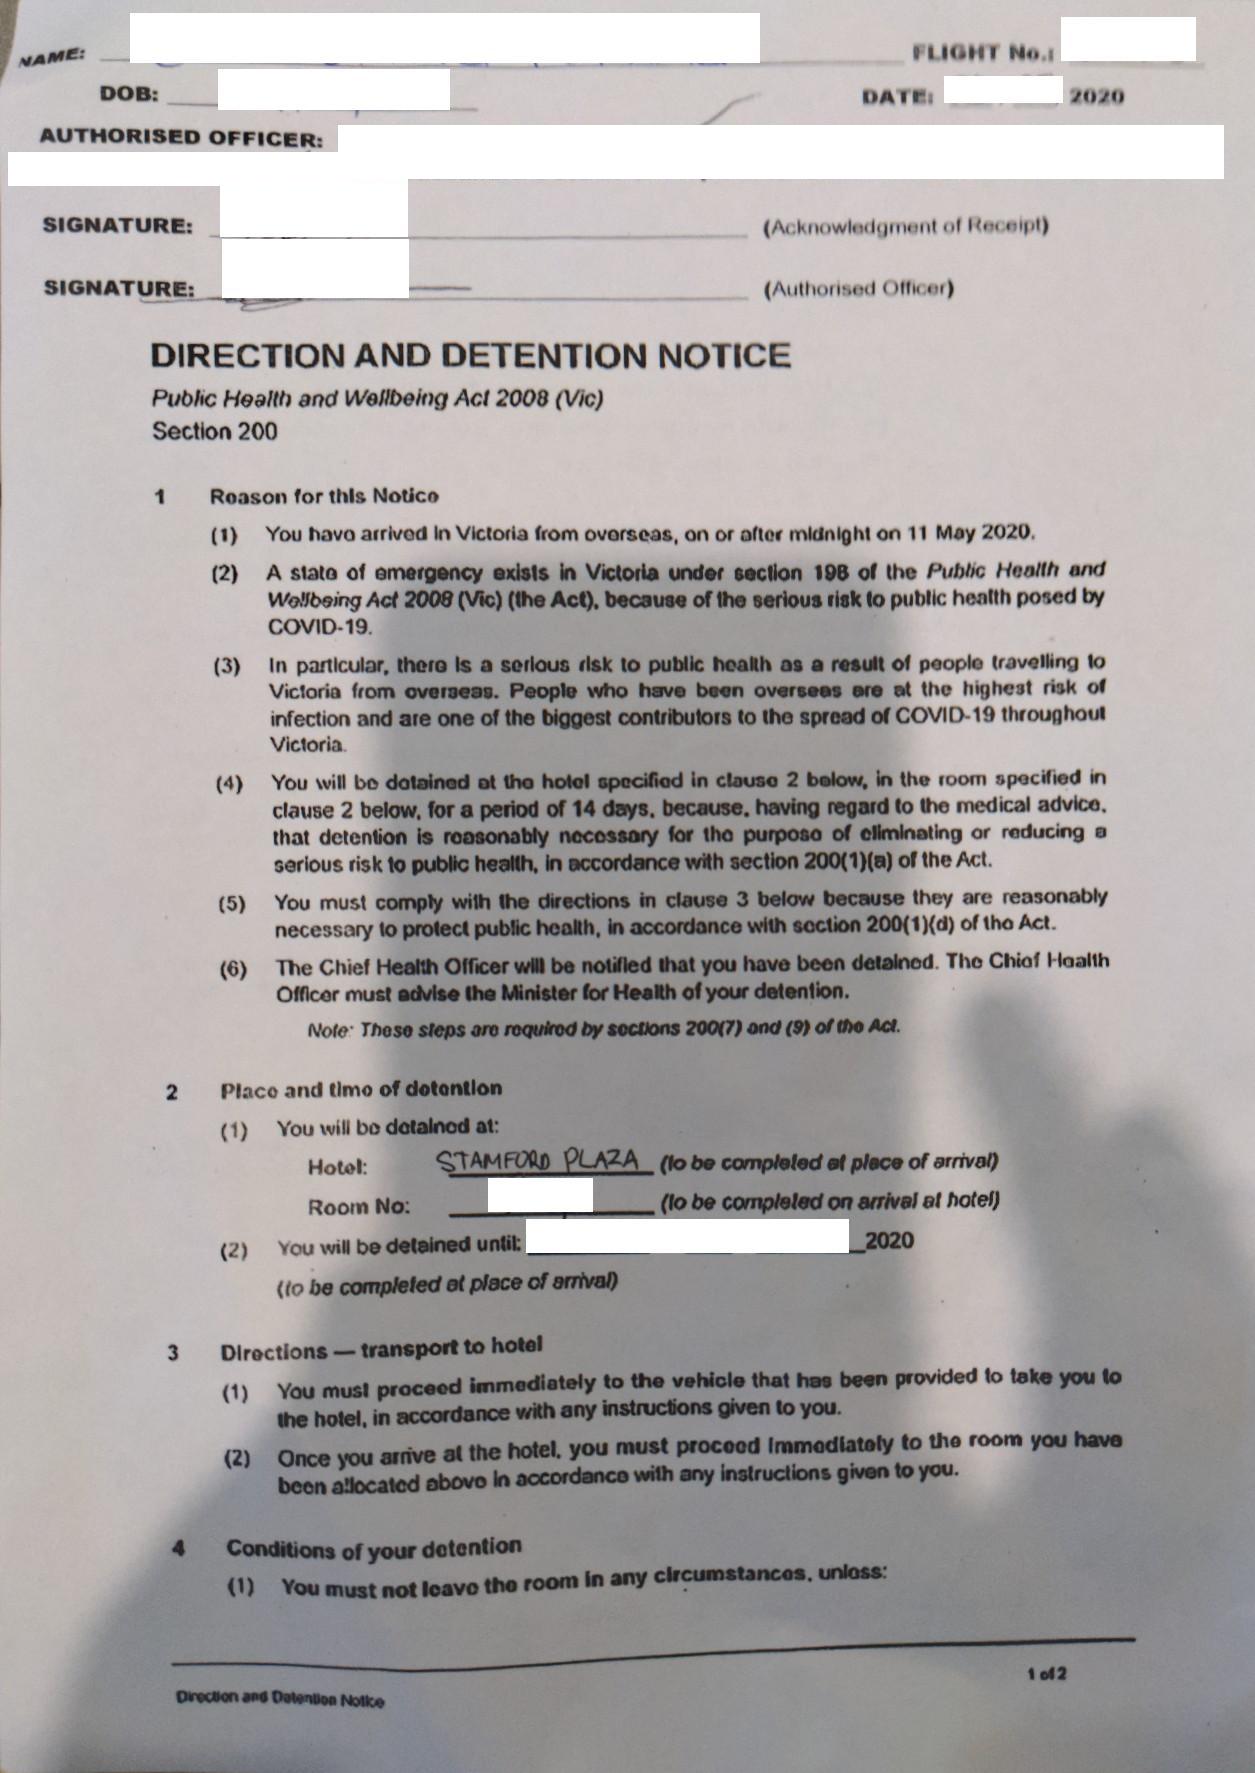 NAME: FLIGHT No.:
DOB: DATE: 2020
AUTHORISED OFFICER:
SIGNATURE: (Acknowledgment of Receipt)
SIGNATURE: (Authorised Officer)
DIRECTION AND DETENTION NOTICE
Public Health and Wellbeing Act 2008 (Vic)
Section 200
1 Reason for this Notice
(1) You have arrived in Victoria from overseas, on or after midnight on 11 May 2020.
(2) A state of emergency exists in Victoria under section 198 of the Public Health and
Wellbeing Act 2008 (Vic) (the Act), because of the serious risk to public health posed by
COVID-19.
(3) In particular, there is a serious risk to public health as a result of people travelling to
Victoria from overseas. People who have been overseas are at the highest risk of
infection and are one of the biggest contributors to the spread of COVID-19 throughout
Victoria.
(4) You will be detained at the hotel specified in clause 2 below, in the room specified in
clause 2 below, for a period of 14 days, because, having regard to the medical advice,
that detention is reasonably necessary for the purpose of eliminating or reducing a
serious risk to public health, in accordance with section 200(1)(a) of the Act.
(5) You must comply with the directions in clause 3 below because they are reasonably
necessary to protect public health, in accordance with section 200(1)(d) of the Act.
(6) The Chief Health Officer will be notified that you have been detained. The Chief Health
Officer must advise the Minister for Health of your detention.
Note: These steps are required by sections 200(7) and (9) of the Act.
2 Place and time of detention
(1) You will be detained at:
Hotel: STAMFORD PLAZA (to be completed at place of arrival)
Room No: (to be completed on arrival at hotel)
(2) You will be detained until: 2020
(to be completed at place of arrival)
3 Directions — transport to hotel
(1) You must proceed immediately to the vehicle that has been provided to take you to
the hotel, in accordance with any instructions given to you.
(2) Once you arrive at the hotel, you must proceed immediately to the room you have
been allocated above in accordance with any instructions given to you.
4 Conditions of your detention
(1) You must not leave the room in any circumstances, unless:
1 of 2
Direction and Detention Notice